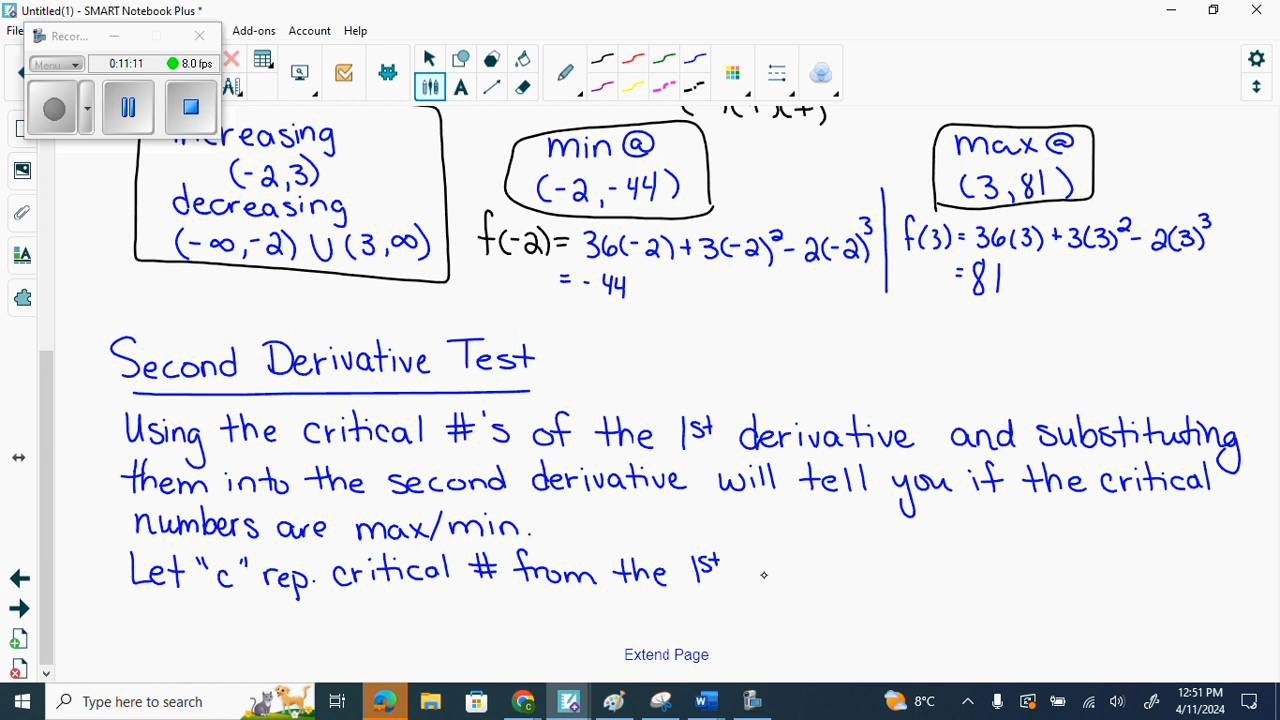 Untitled(1) - SMART Notebook Plus *
Recor...
Add-ons Account Help
Menu
0:11:11
8.0 fps
increasing
(-2,3)
decreasing
(-∞,-2) ∪ (3,∞)
min @
(-2, -44)
f(-2) = 36(-2) + 3(-2)² - 2(-2)³
= -44
max @
(3,81)
f(3) = 36(3) + 3(3)² - 2(3)³
= 81
Second Derivative Test
Using the critical #'s of the 1st derivative and substituting
them into the second derivative will tell you if the critical
numbers are max/min.
Let "c" rep. critical # from the 1st
Extend Page
Type here to search
8°C
12:51 PM
4/11/2024